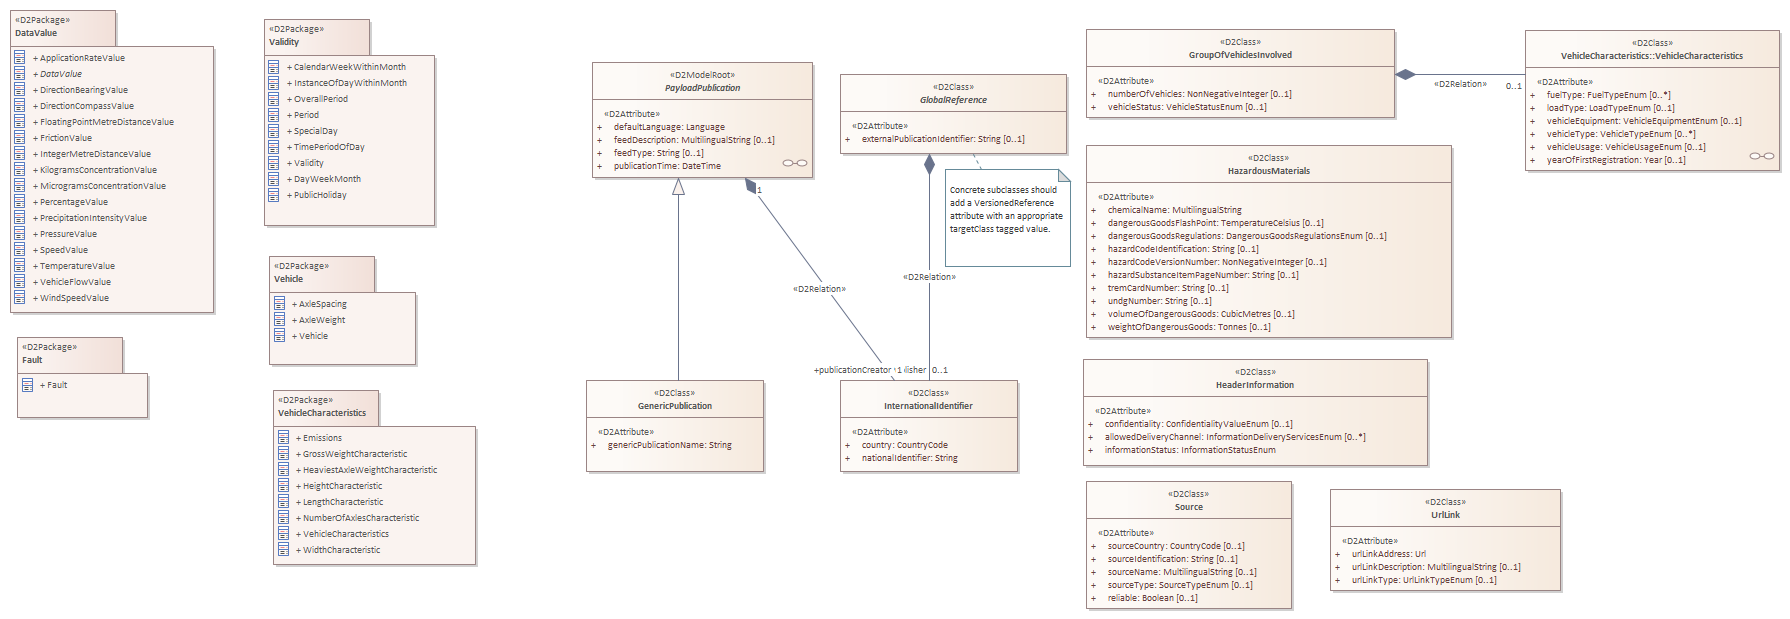 «D2Package»
DataValue
+ ApplicationRateValue
+ DataValue
+ DirectionBearingValue
+ DirectionCompassValue
+ FloatingPointMetreDistanceValue
+ FrictionValue
+ IntegerMetreDistanceValue
+ KilogramsConcentrationValue
+ MicrogramsConcentrationValue
+ PercentageValue
+ PrecipitationIntensityValue
+ PressureValue
+ SpeedValue
+ TemperatureValue
+ VehicleFlowValue
+ WindSpeedValue
«D2Package»
Fault
+ Fault
«D2Package»
Validity
+ CalendarWeekWithinMonth
+ InstanceOfDayWithinMonth
+ OverallPeriod
+ Period
+ SpecialDay
+ TimePeriodOfDay
+ Validity
+ DayWeekMonth
+ PublicHoliday
«D2Package»
Vehicle
+ AxleSpacing
+ AxleWeight
+ Vehicle
«D2Package»
VehicleCharacteristics
+ Emissions
+ GrossWeightCharacteristic
+ HeaviestAxleWeightCharacteristic
+ HeightCharacteristic
+ LengthCharacteristic
+ NumberOfAxlesCharacteristic
+ VehicleCharacteristics
+ WidthCharacteristic
«D2ModelRoot»
PayloadPublication
«D2Attribute»
+ defaultLanguage: Language
+ feedDescription: MultilingualString [0..1]
+ feedType: String [0..1]
+ publicationTime: DateTime
1
«D2Relation»
+publicationCreator 1
«D2Class»
GlobalReference
«D2Attribute»
+ externalPublicationIdentifier: String [0..1]
Concrete subclasses should
add a VersionedReference
attribute with an appropriate
targetClass tagged value.
«D2Relation»
0..1
«D2Class»
GenericPublication
«D2Attribute»
+ genericPublicationName: String
«D2Class»
InternationalIdentifier
«D2Attribute»
+ country: CountryCode
+ nationalIdentifier: String
«D2Class»
GroupOfVehiclesInvolved
«D2Attribute»
+ numberOfVehicles: NonNegativeInteger [0..1]
+ vehicleStatus: VehicleStatusEnum [0..1]
«D2Relation»
0..1
«D2Class»
VehicleCharacteristics::VehicleCharacteristics
«D2Attribute»
+ fuelType: FuelTypeEnum [0..*]
+ loadType: LoadTypeEnum [0..1]
+ vehicleEquipment: VehicleEquipmentEnum [0..1]
+ vehicleType: VehicleTypeEnum [0..*]
+ vehicleUsage: VehicleUsageEnum [0..1]
+ yearOfFirstRegistration: Year [0..1]
«D2Class»
HazardousMaterials
«D2Attribute»
+ chemicalName: MultilingualString
+ dangerousGoodsFlashPoint: TemperatureCelsius [0..1]
+ dangerousGoodsRegulations: DangerousGoodsRegulationsEnum [0..1]
+ hazardCodeIdentification: String [0..1]
+ hazardCodeVersionNumber: NonNegativeInteger [0..1]
+ hazardSubstanceItemPageNumber: String [0..1]
+ tremCardNumber: String [0..1]
+ undgNumber: String [0..1]
+ volumeOfDangerousGoods: CubicMetres [0..1]
+ weightOfDangerousGoods: Tonnes [0..1]
«D2Class»
HeaderInformation
«D2Attribute»
+ confidentiality: ConfidentialityValueEnum [0..1]
+ allowedDeliveryChannel: InformationDeliveryServicesEnum [0..*]
+ informationStatus: InformationStatusEnum
«D2Class»
Source
«D2Attribute»
+ sourceCountry: CountryCode [0..1]
+ sourceIdentification: String [0..1]
+ sourceName: MultilingualString [0..1]
+ sourceType: SourceTypeEnum [0..1]
+ reliable: Boolean [0..1]
«D2Class»
UrlLink
«D2Attribute»
+ urlLinkAddress: Url
+ urlLinkDescription: MultilingualString [0..1]
+ urlLinkType: UrlLinkTypeEnum [0..1]